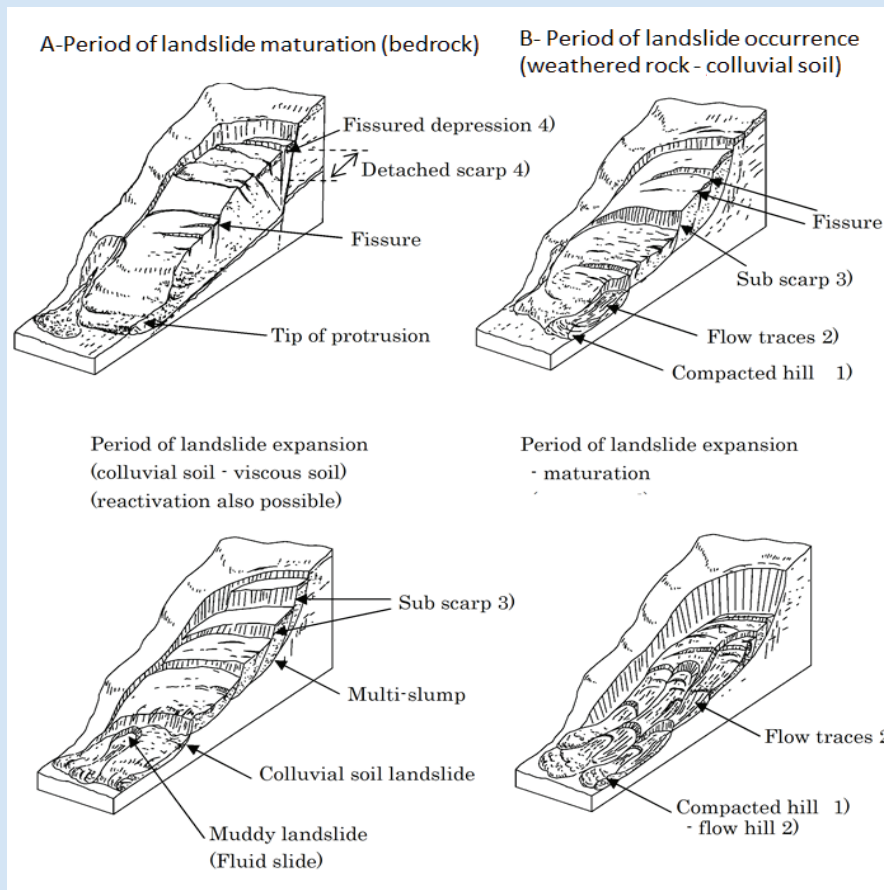 A-Period of landslide maturation (bedrock)
B- Period of landslide occurrence
(weathered rock - colluvial soil)
Fissured depression 4)
Detached scarp 4)
Fissure
Tip of protrusion
Fissure
Sub scarp 3)
Flow traces 2)
Compacted hill 1)
Period of landslide expansion
(colluvial soil - viscous soil)
(reactivation also possible)
Period of landslide expansion
- maturation
Sub scarp 3)
Multi-slump
Colluvial soil landslide
Muddy landslide
(Fluid slide)
Flow traces 2
Compacted hill 1)
- flow hill 2)